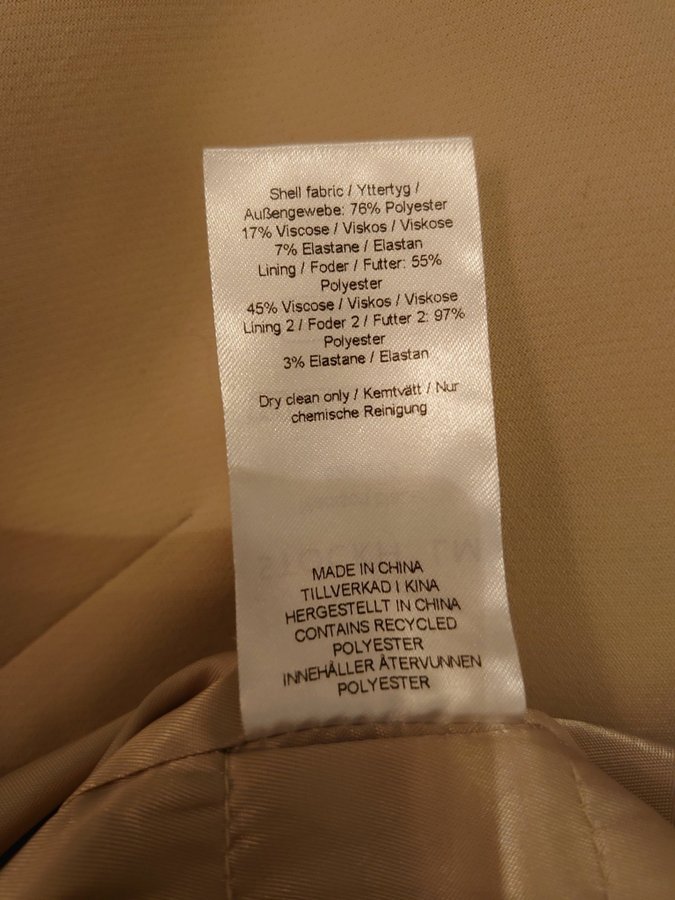 Shell fabric / Yttertyg /
Außengewebe: 76% Polyester
17% Viscose / Viskos / Viskose
7% Elastane / Elastan
Lining / Foder / Futter: 55%
Polyester
45% Viscose / Viskos / Viskose
Lining 2 / Foder 2 / Futter 2: 97%
Polyester
3% Elastane / Elastan
Dry clean only / Kemtvätt / Nur
chemische Reinigung
MADE IN CHINA
TILLVERKAD I KINA
HERGESTELLT IN CHINA
CONTAINS RECYCLED
POLYESTER
INNEHÅLLER ÅTERVUNNEN
POLYESTER